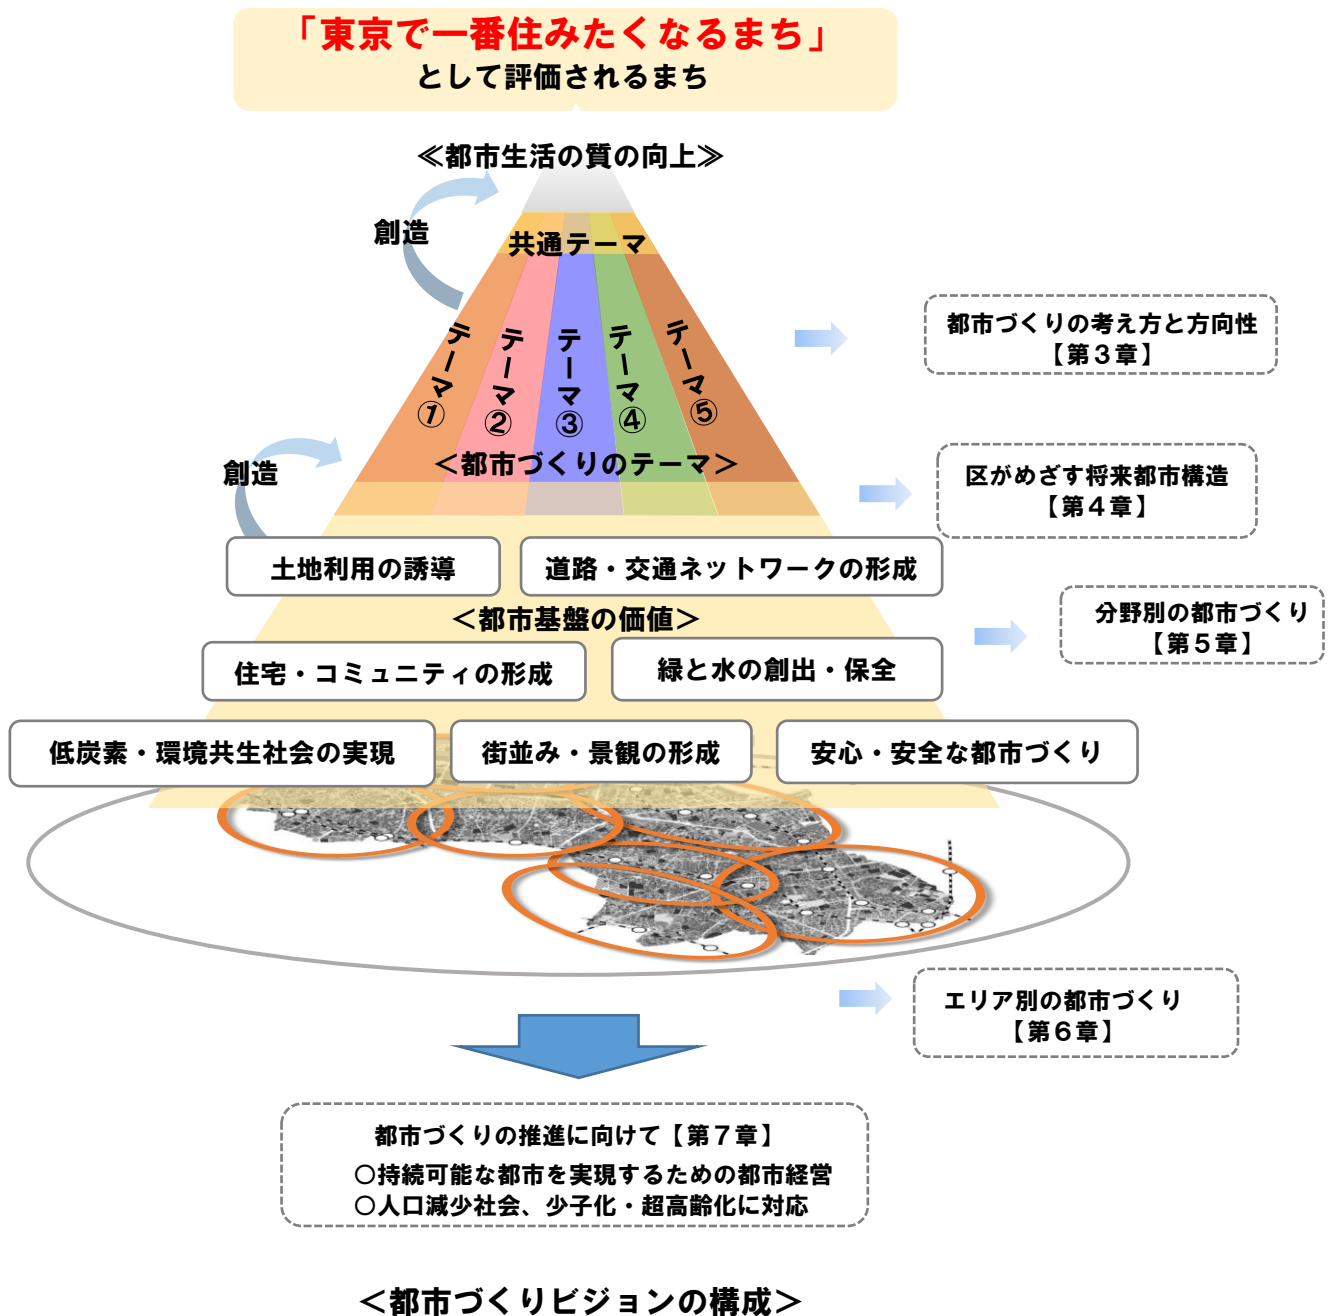 「東京で一番住みたくなるまち」
として評価されるまち
≪都市生活の質の向上≫
創造
共通テーマ
テーマ①
テーマ②
テーマ③
テーマ④
テーマ⑤
都市づくりの考え方と方向性
【第３章】
＜都市づくりのテーマ＞
創造
区がめざす将来都市構造
【第４章】
土地利用の誘導
道路・交通ネットワークの形成
＜都市基盤の価値＞
分野別の都市づくり
【第５章】
住宅・コミュニティの形成
緑と水の創出・保全
低炭素・環境共生社会の実現
街並み・景観の形成
安心・安全な都市づくり
エリア別の都市づくり
【第６章】
都市づくりの推進に向けて【第７章】
○持続可能な都市を実現するための都市経営
○人口減少社会、少子化・超高齢化に対応
＜都市づくりビジョンの構成＞